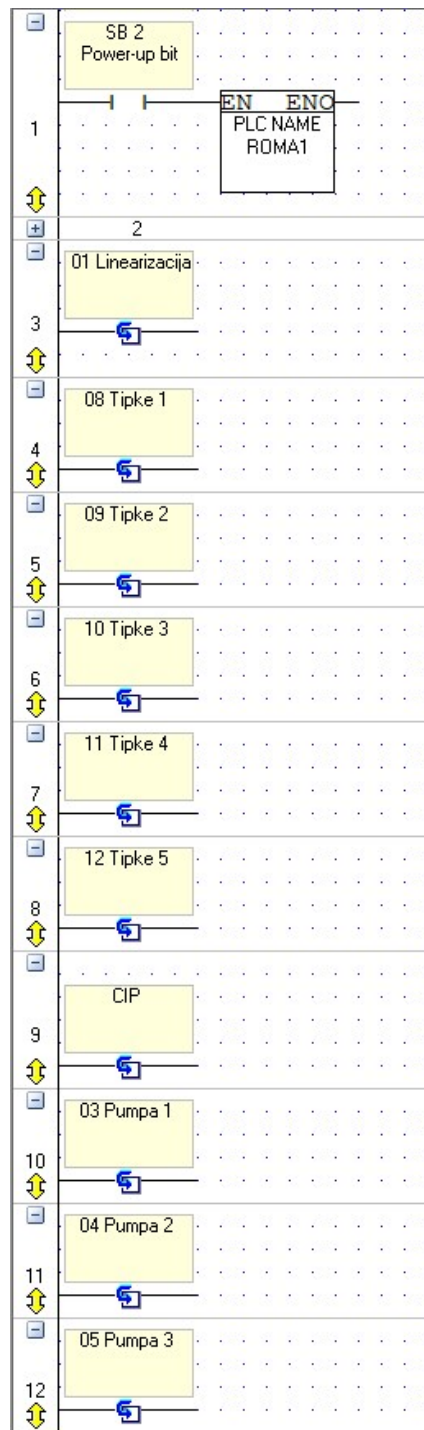 SB 2
Power-up bit
EN ENO
PLC NAME
ROMA1
1
2
01 Linearizacija
3
08 Tipke 1
4
09 Tipke 2
5
10 Tipke 3
6
11 Tipke 4
7
12 Tipke 5
8
CIP
9
03 Pumpa 1
10
04 Pumpa 2
11
05 Pumpa 3
12